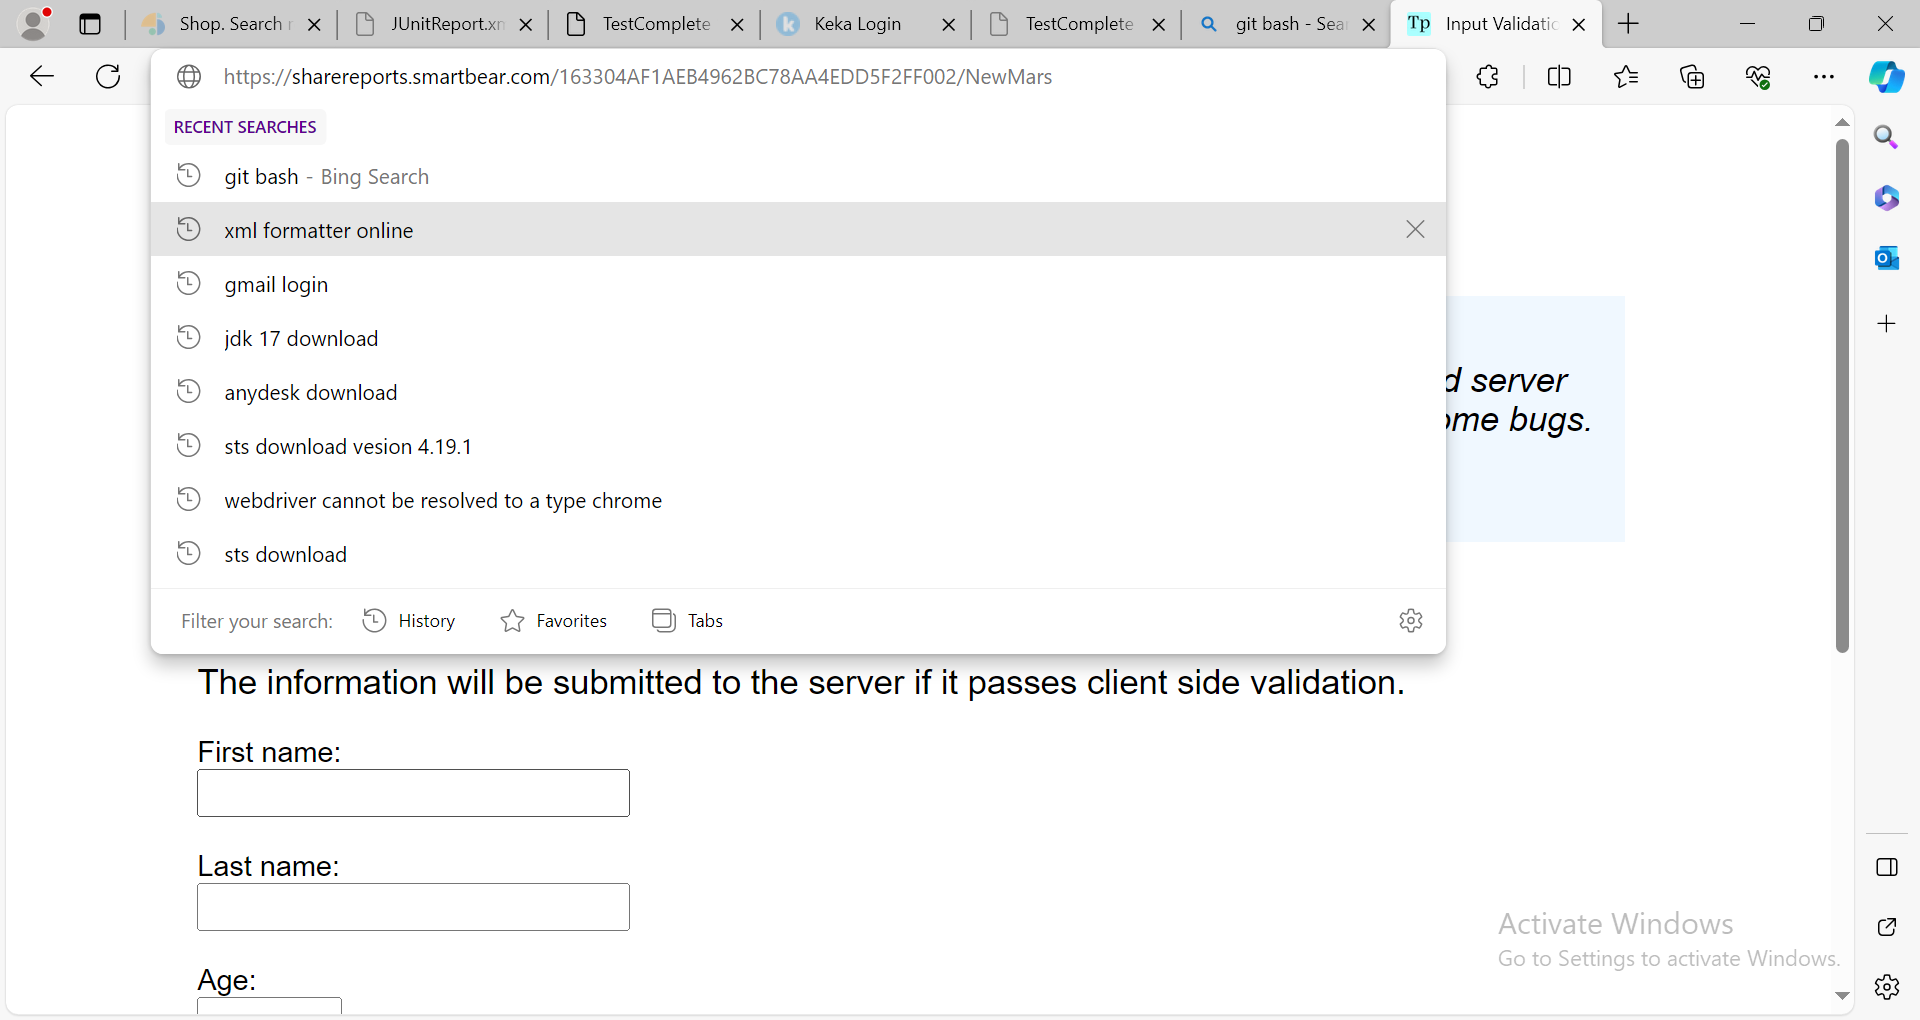 Shop. Search r
JUnitReport.xm
TestComplete
Keka Login
TestComplete
git bash - Sear
Tp Input Validatio
https://sharereports.smartbear.com/163304AF1AEB4962BC78AA4EDD5F2FF002/NewMars
RECENT SEARCHES
git bash - Bing Search
xml formatter online
gmail login
jdk 17 download
anydesk download
sts download vesion 4.19.1
webdriver cannot be resolved to a type chrome
sts download
Filter your search: History Favorites Tabs
d server
ome bugs.
The information will be submitted to the server if it passes client side validation.
First name:
Last name:
Age:
Activate Windows
Go to Settings to activate Windows.